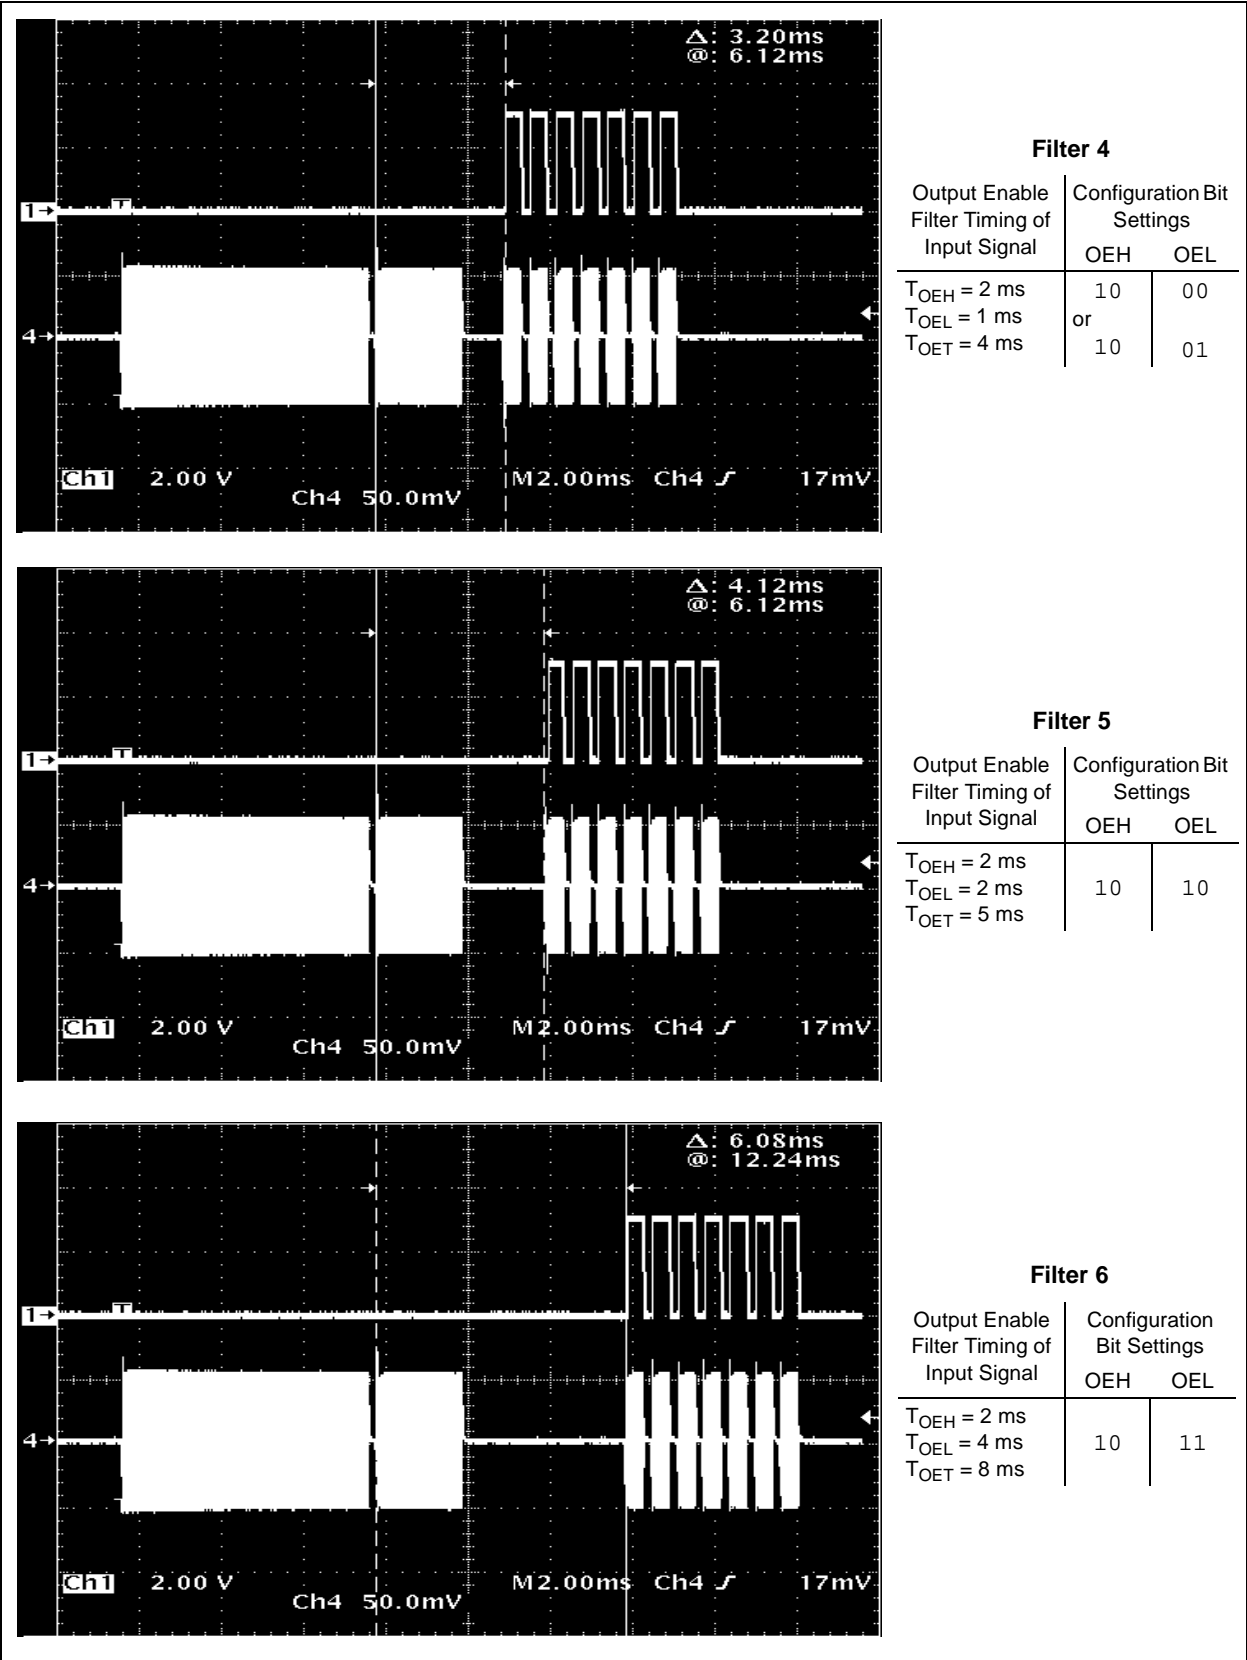 Δ: 3.20ms
@: 6.12ms
T
1→
4→
Ch1 2.00 V
Ch4 50.0mV
M2.00ms Ch4 17mV
Filter 4
Output Enable
Filter Timing of
Input Signal
Configuration Bit
Settings
OEH OEL
TOEH = 2 ms
TOEL = 1 ms
TOET = 4 ms
10 00
or
10 01
Δ: 4.12ms
@: 6.12ms
T
1→
4→
Ch1 2.00 V
Ch4 50.0mV
M2.00ms Ch4 17mV
Filter 5
Output Enable
Filter Timing of
Input Signal
Configuration Bit
Settings
OEH OEL
TOEH = 2 ms
TOEL = 2 ms
TOET = 5 ms
10 10
Δ: 6.08ms
@: 12.24ms
T
1→
4→
Ch1 2.00 V
Ch4 50.0mV
M2.00ms Ch4 17mV
Filter 6
Output Enable
Filter Timing of
Input Signal
Configuration
Bit Settings
OEH OEL
TOEH = 2 ms
TOEL = 4 ms
TOET = 8 ms
10 11